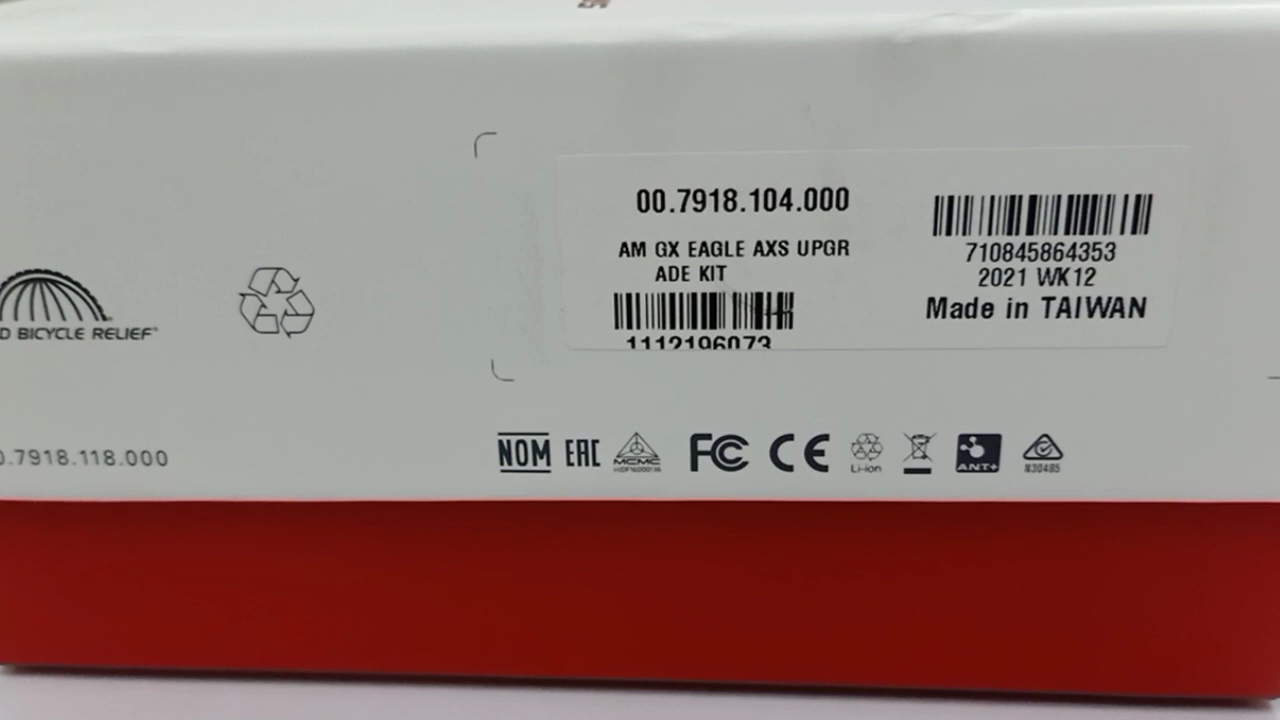 00.7918.104.000
AM GX EAGLE AXS UPGR
ADE KIT
1112196073
710845864353
2021 WK12
Made in TAIWAN
D BICYCLE RELIEF
0.7918.118.000
NOM EAC MCMC FC CE Li-ion ANT+ N30485